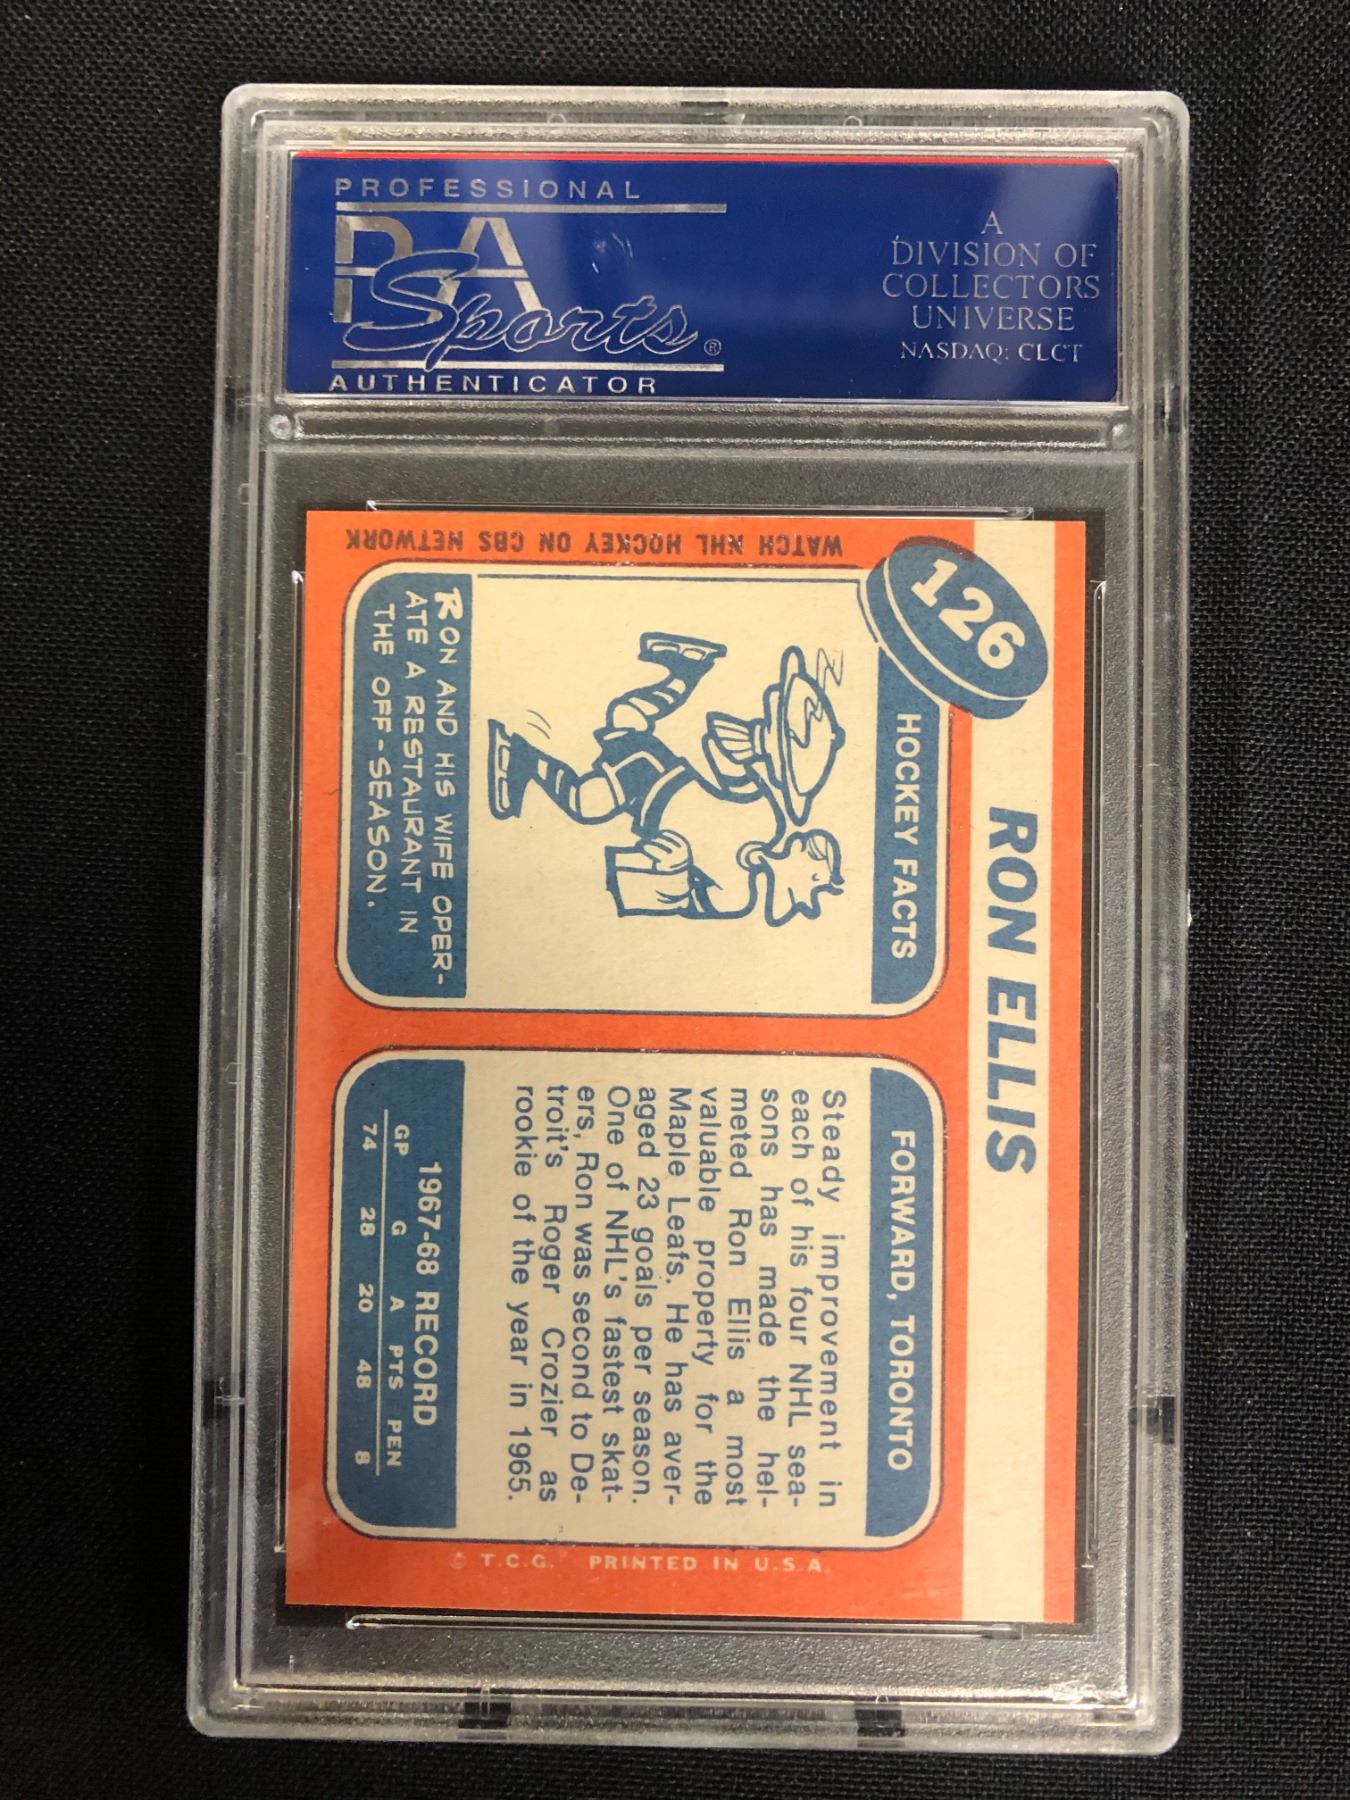 PROFESSIONAL
PSA
Sports®
AUTHENTICATOR
A
DIVISION OF
COLLECTORS
UNIVERSE
NASDAQ: CLCT
126
RON ELLIS
HOCKEY FACTS
RON AND HIS WIFE OPER-
ATE A RESTAURANT IN
THE OFF-SEASON.
WATCH NHL HOCKEY ON CBS NETWORK
FORWARD, TORONTO
Steady improvement in
each of his four NHL sea-
sons has made the hel-
meted Ron Ellis a most
valuable property for the
Maple Leafs. He has aver-
aged 23 goals per season.
One of NHL's fastest skat-
ers, Ron was second to De-
troit's Roger Crozier as
rookie of the year in 1965.
1967-68 RECORD
GP G A PTS PEN
74 28 20 48 8
© T.C.G. PRINTED IN U.S.A.